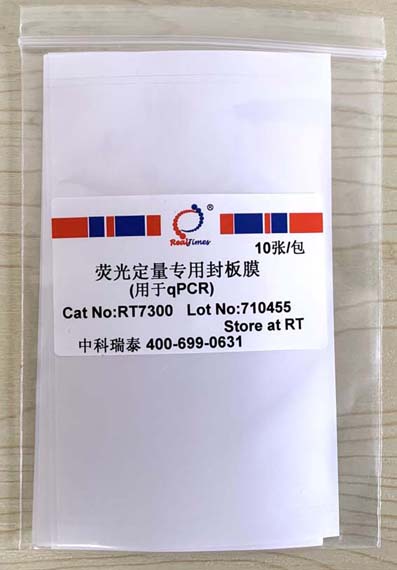 ®
RealTimes
10张/包
荧光定量专用封板膜
(用于qPCR)
Cat No:RT7300 Lot No:710455
Store at RT
中科瑞泰 400-699-0631